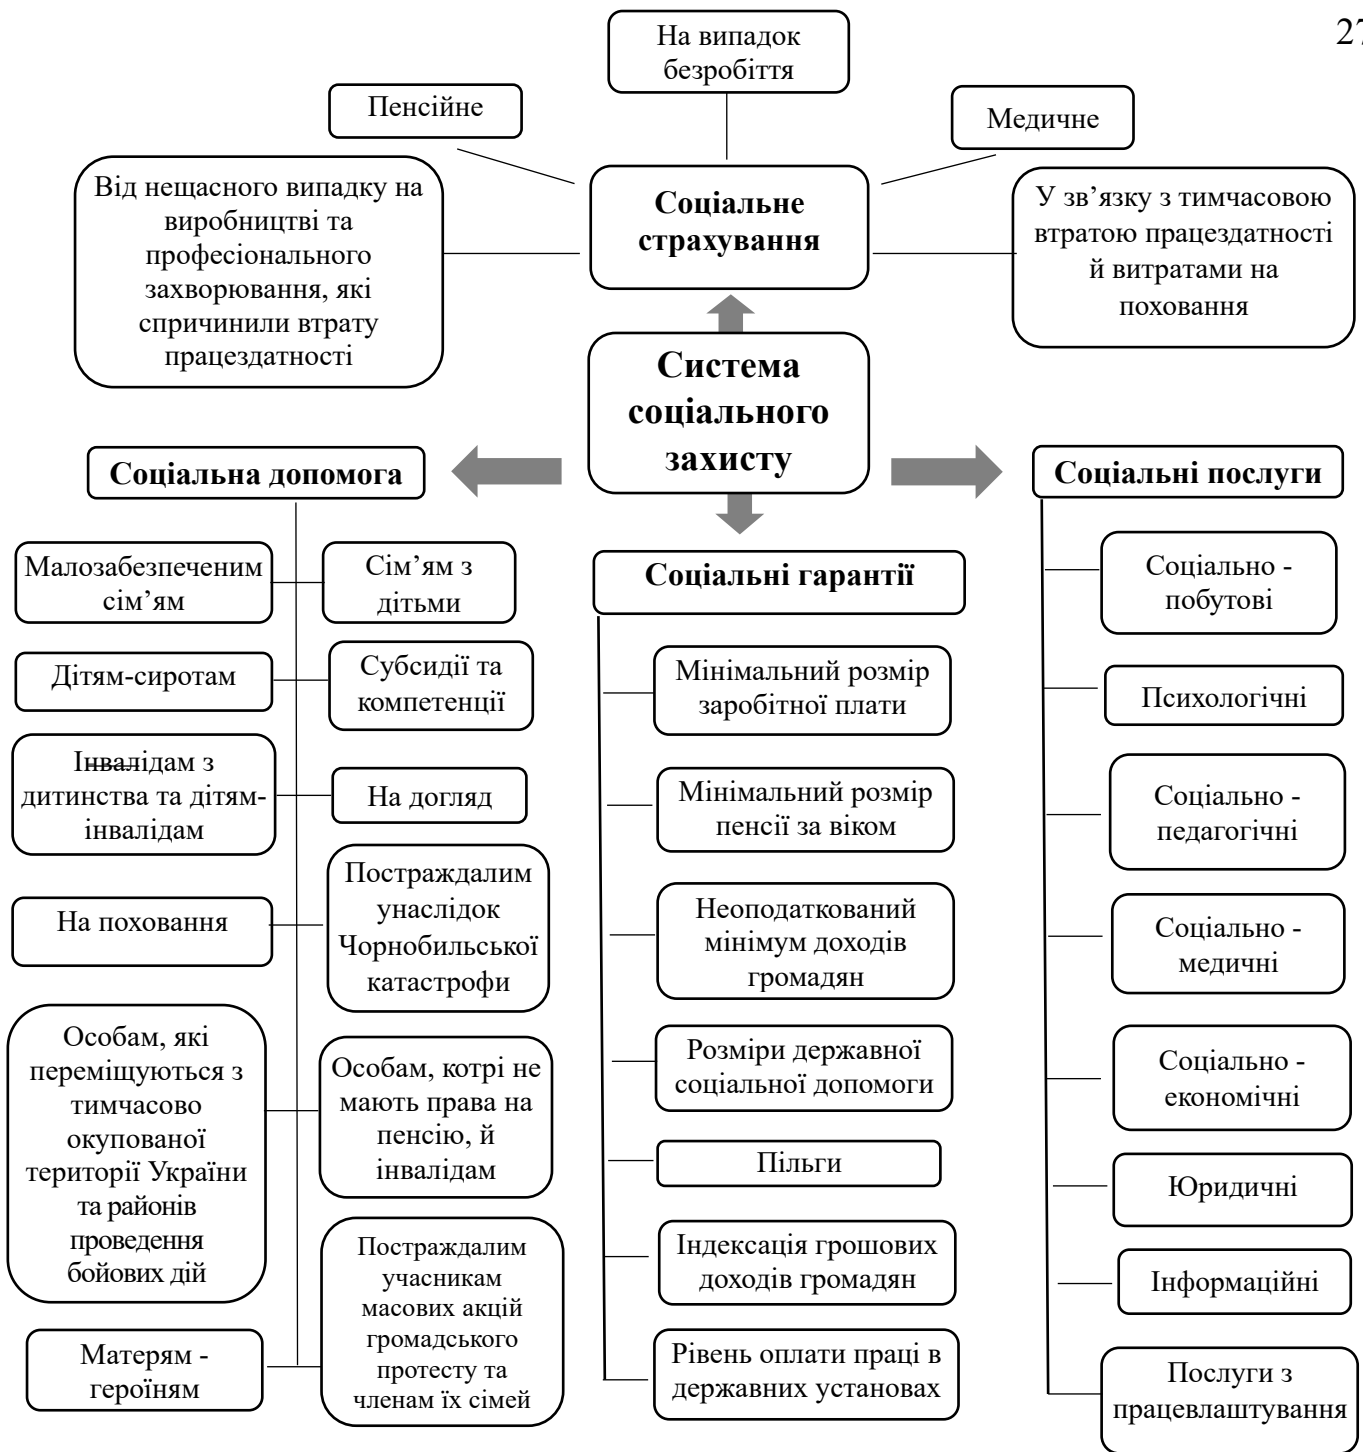 27
На випадок
безробіття
Пенсійне
Медичне
Від нещасного випадку на
виробництві та
професіонального
захворювання, які
спричинили втрату
працездатності
Соціальне
страхування
У зв’язку з тимчасовою
втратою працездатності
й витратами на
поховання
Система
соціального
захисту
Соціальна допомога
Малозабезпеченим
сім’ям
Сім’ям з
дітьми
Дітям-сиротам
Субсидії та
компетенції
Інвалідам з
дитинства та дітям-
інвалідам
На догляд
На поховання
Постраждалим
унаслідок
Чорнобильської
катастрофи
Особам, які
переміщуються з
тимчасово
окупованої
території України
та районів
проведення
бойових дій
Особам, котрі не
мають права на
пенсію, й
інвалідам
Матерям -
героїням
Постраждалим
учасникам
масових акцій
громадського
протесту та
членам їх сімей
Соціальні гарантії
Мінімальний розмір
заробітної плати
Мінімальний розмір
пенсії за віком
Неоподаткований
мінімум доходів
громадян
Розміри державної
соціальної допомоги
Пільги
Індексація грошових
доходів громадян
Рівень оплати праці в
державних установах
Соціальні послуги
Соціально -
побутові
Психологічні
Соціально -
педагогічні
Соціально -
медичні
Соціально -
економічні
Юридичні
Інформаційні
Послуги з
працевлаштування